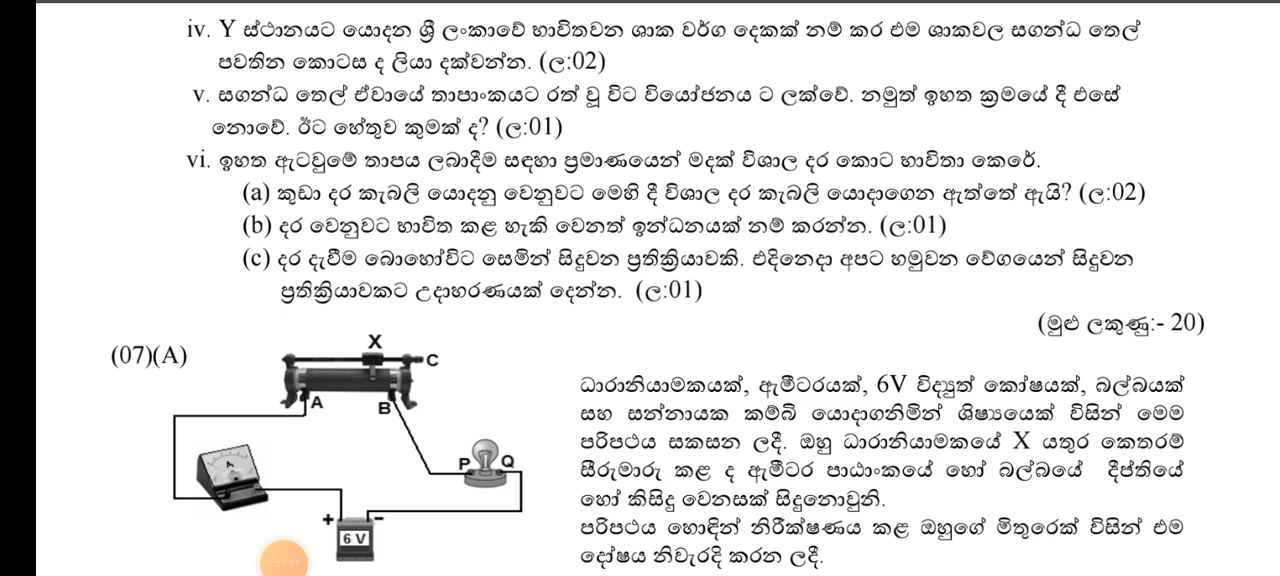 iv. Y ස්ථානයට යොදන ශ්‍රී ලංකාවේ භාවිතවන ශාක වර්ග දෙකක් නම් කර එම ශාකවල සගන්ධ තෙල්
පවතින කොටස ද ලියා දක්වන්න. (ල:02)
v. සගන්ධ තෙල් ඒවායේ තාපාංකයට රත් වූ විට වියෝජනය ට ලක්වේ. නමුත් ඉහත ක්‍රමයේ දී එසේ
නොවේ. ඊට හේතුව කුමක් ද? (ල:01)
vi. ඉහත ඇටවුමේ තාපය ලබාදීම සඳහා ප්‍රමාණයෙන් මදක් විශාල දර කොට භාවිතා කෙරේ.
(a) කුඩා දර කැබලි යොදනු වෙනුවට මෙහි දී විශාල දර කැබලි යොදාගෙන ඇත්තේ ඇයි? (ල:02)
(b) දර වෙනුවට භාවිත කළ හැකි වෙනත් ඉන්ධනයක් නම් කරන්න. (ල:01)
(c) දර දැවීම බොහෝවිට සෙමින් සිදුවන ප්‍රතික්‍රියාවකි. එදිනෙදා අපට හමුවන වේගයෙන් සිදුවන
ප්‍රතික්‍රියාවකට උදාහරණයක් දෙන්න. (ල:01)
(මුළු ලකුණු:- 20)
(07)(A)
X
C
A
B
P
Q
A
+
-
6 V
ධාරානියාමකයක්, ඇමීටරයක්, 6V විද්‍යුත් කෝෂයක්, බල්බයක්
සහ සන්නායක කම්බි යොදාගනිමින් ශිෂ්‍යයෙක් විසින් මෙම
පරිපථය සකසන ලදී. ඔහු ධාරානියාමකයේ X යතුර කෙතරම්
සීරුමාරු කළ ද ඇමීටර පාඨාංකයේ හෝ බල්බයේ දීප්තියේ
හෝ කිසිදු වෙනසක් සිදුනොවුනි.
පරිපථය හොඳින් නිරීක්ෂණය කළ ඔහුගේ මිතුරෙක් විසින් එම
දෝෂය නිවැරදි කරන ලදී.